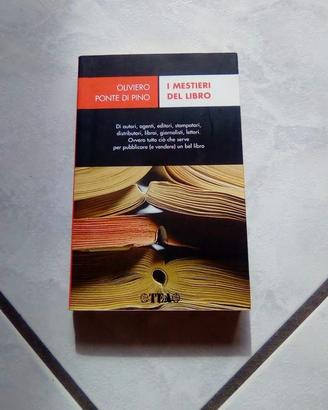 OLIVIERO
PONTE DI PINO
I MESTIERI
DEL LIBRO
Di autori, agenti, editori, stampatori,
distributori, librai, giornalisti, lettori.
Ovvero tutto ciò che serve
per pubblicare (e vendere) un bel libro
TEA